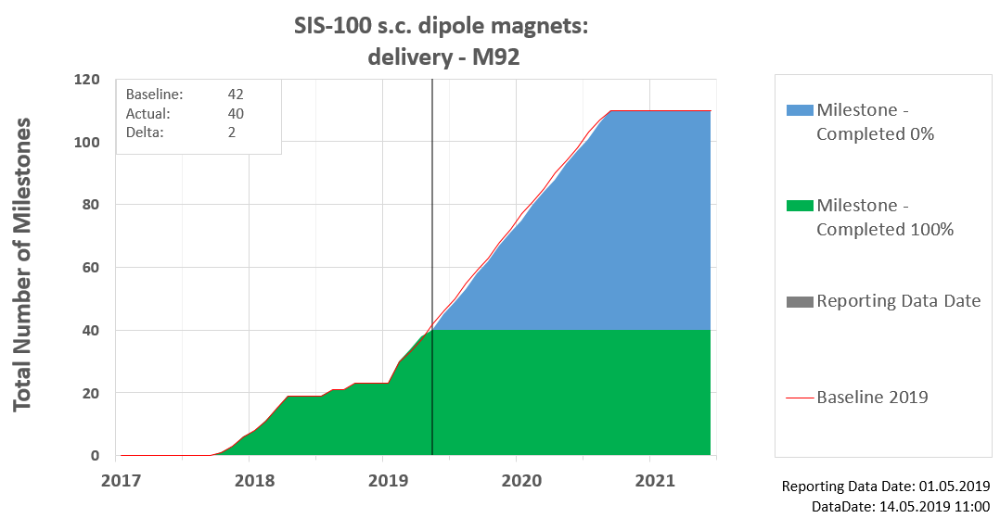 SIS-100 s.c. dipole magnets:
delivery - M92
Total Number of Milestones
120
100
80
60
40
20
0
Baseline: 42
Actual: 40
Delta: 2
2017 2018 2019 2020 2021
Milestone -
Completed 0%
Milestone -
Completed 100%
Reporting Data Date
Baseline 2019
Reporting Data Date: 01.05.2019
DataDate: 14.05.2019 11:00